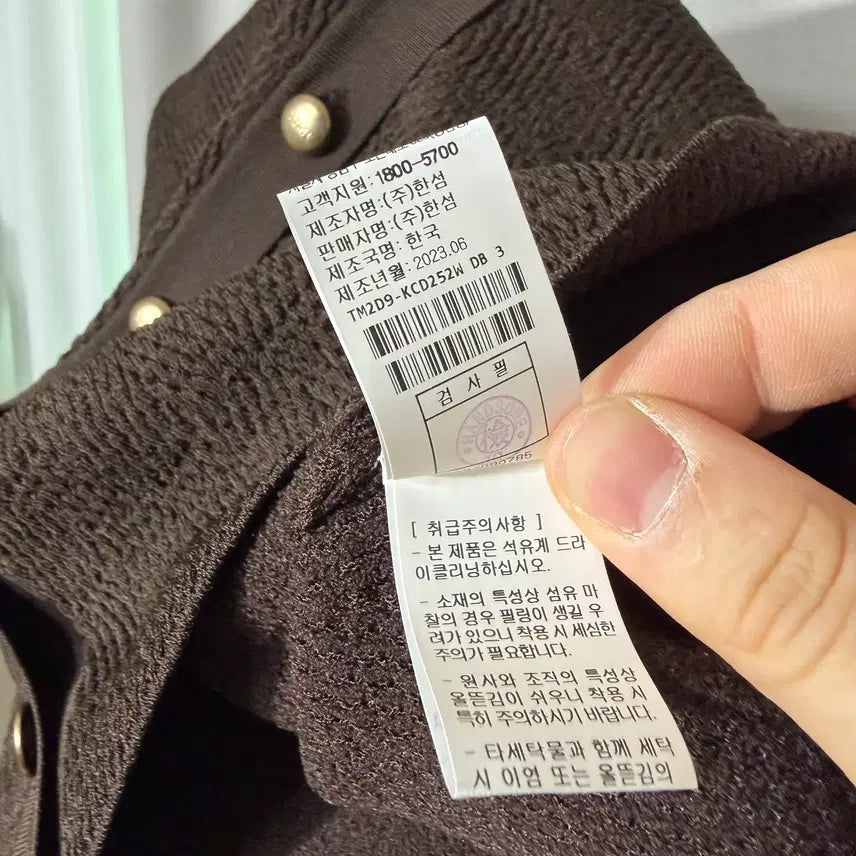 고객지원:1800-5700
제조자명:(주)한섬
판매자명:(주)한섬
제조국명: 한국
제조년월: 2023.06
TM2D9-KCD252W DB 3
검 사 필
HANDSOME
[ 취급주의사항 ]
- 본 제품은 석유계 드라
이클리닝하십시오.
- 소재의 특성상 섬유 마
찰의 경우 필링이 생길 우
려가 있으니 착용 시 세심한
주의가 필요합니다.
- 원사와 조직의 특성상
올뜯김이 쉬우니 착용 시
특히 주의하시기 바랍니다.
- 타세탁물과 함께 세탁
시 이염 또는 올뜯김의